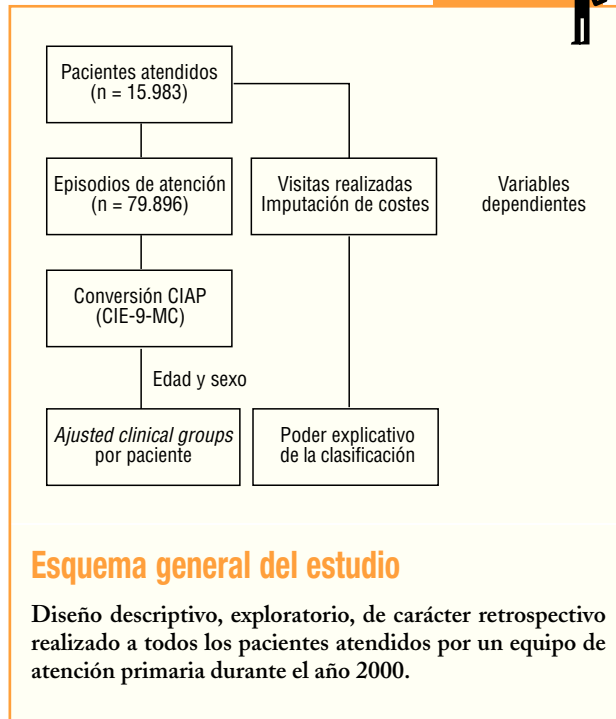 Pacientes atendidos
(n = 15.983)
Episodios de atención
(n = 79.896)
Visitas realizadas
Imputación de costes
Variables
dependientes
Conversión CIAP
(CIE-9-MC)
Edad y sexo
Ajusted clinical groups
por paciente
Poder explicativo
de la clasificación
Esquema general del estudio
Diseño descriptivo, exploratorio, de carácter retrospectivo
realizado a todos los pacientes atendidos por un equipo de
atención primaria durante el año 2000.